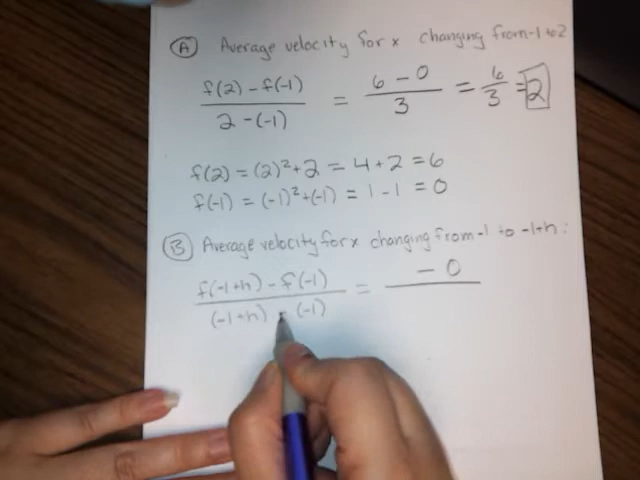 A Average velocity for x changing from -1 to 2
f(2) - f(-1) / 2 - (-1) = 6 - 0 / 3 = 6/3 = 2
f(2) = (2)² + 2 = 4 + 2 = 6
f(-1) = (-1)² + (-1) = 1 - 1 = 0
B Average velocity for x changing from -1 to -1+h:
f(-1+h) - f(-1) / (-1+h) - (-1) = - 0 /